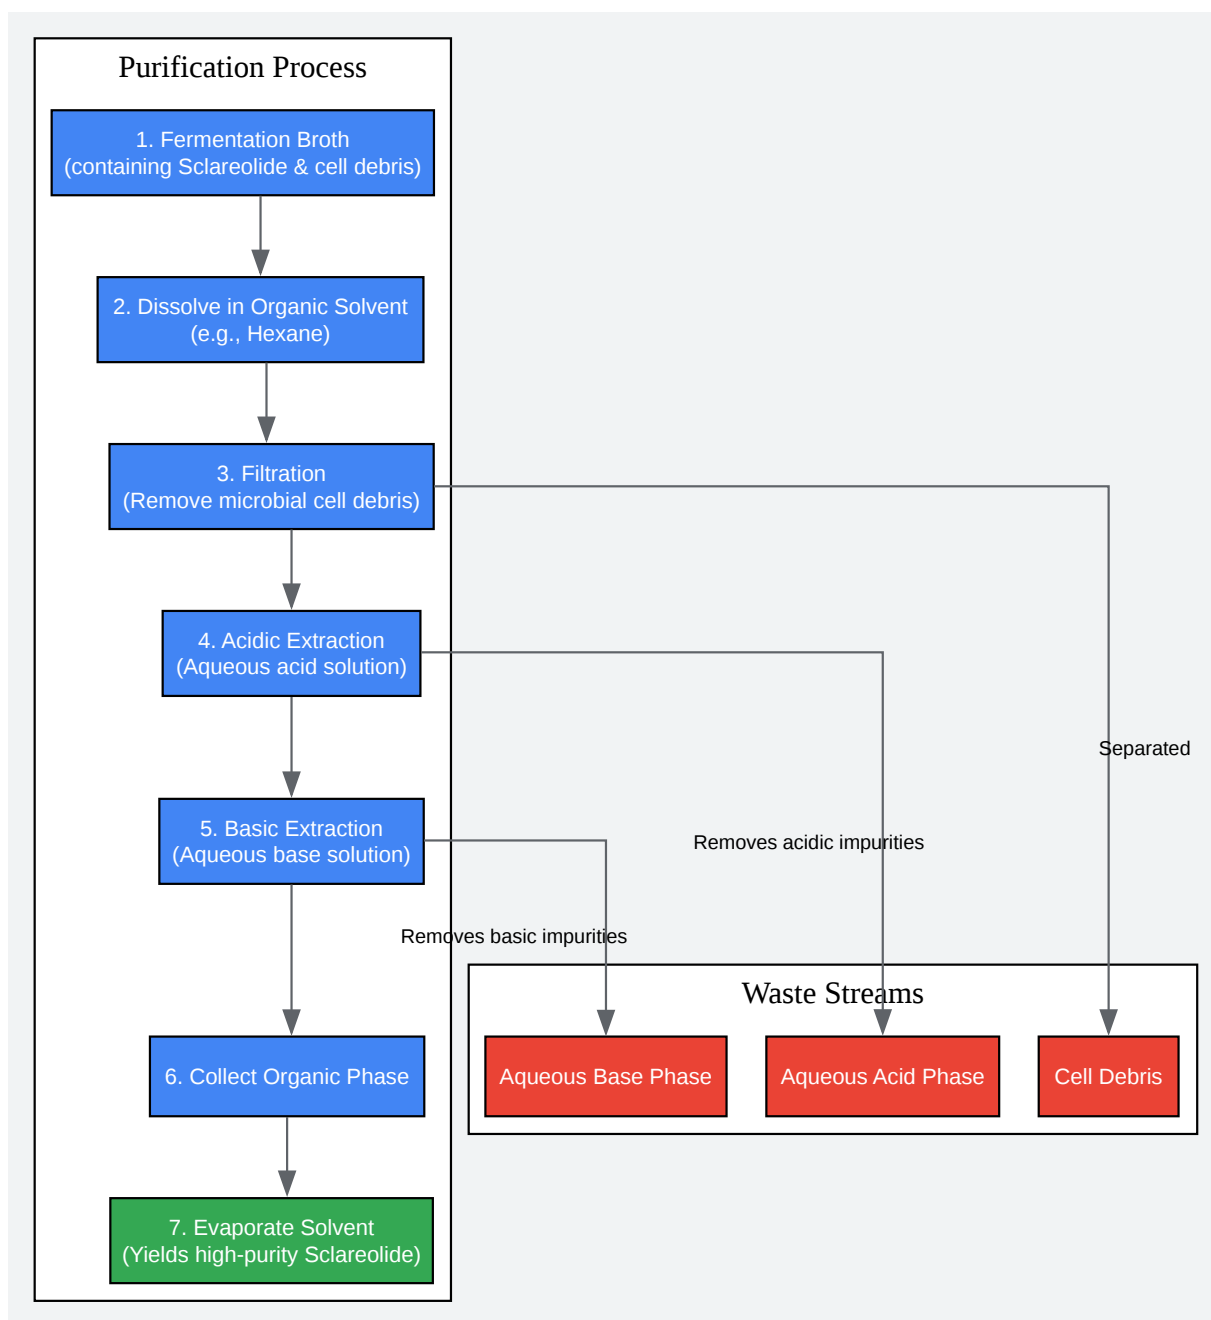 Purification Process
1. Fermentation Broth
(containing Sclareolide & cell debris)
2. Dissolve in Organic Solvent
(e.g., Hexane)
3. Filtration
(Remove microbial cell debris)
4. Acidic Extraction
(Aqueous acid solution)
Separated
5. Basic Extraction
(Aqueous base solution)
Removes acidic impurities
Removes basic impurities
Waste Streams
6. Collect Organic Phase
Aqueous Base Phase
Aqueous Acid Phase
Cell Debris
7. Evaporate Solvent
(Yields high-purity Sclareolide)